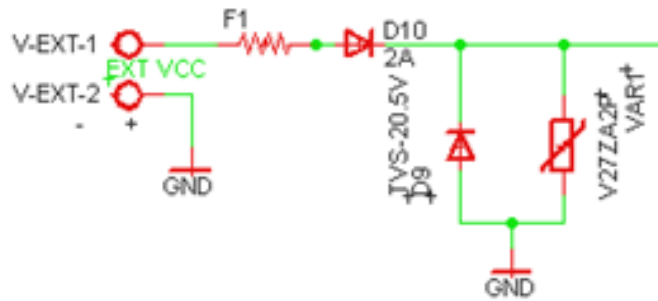 F1
V-EXT-1
D10
EXT VCC
2A
V-EXT-2
- +
GND
TVS-20.5V
D9
V27ZA2P
VAR1
GND